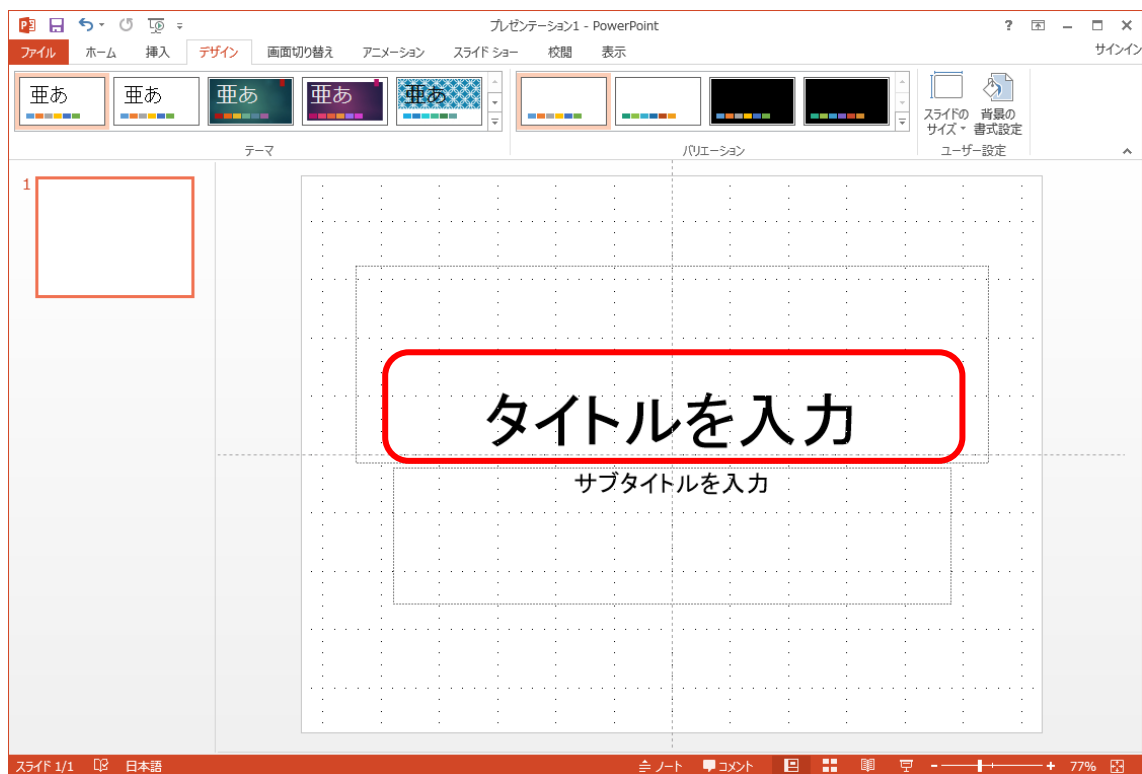 プレゼンテーション1 - PowerPoint
?
ファイル ホーム 挿入 デザイン 画面切り替え アニメーション スライド ショー 校閲 表示 サインイン
亜あ 亜あ 亜あ 亜あ 亜あ
スライドの サイズ 背景の 書式設定
テーマ バリエーション ユーザー設定
1
タイトルを入力
サブタイトルを入力
スライド 1/1 日本語 ノート コメント - + 77%